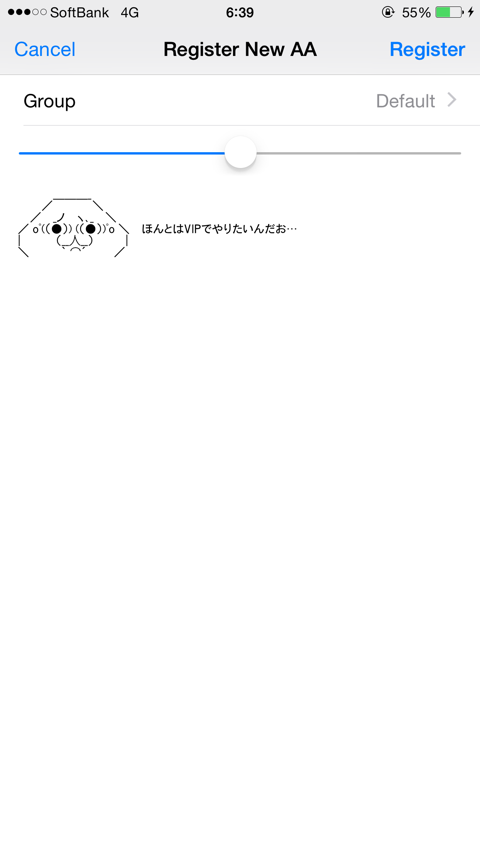 SoftBank 4G 6:39 55%
Cancel Register New AA Register
Group Default
ほんとはVIPでやりたいんだお…